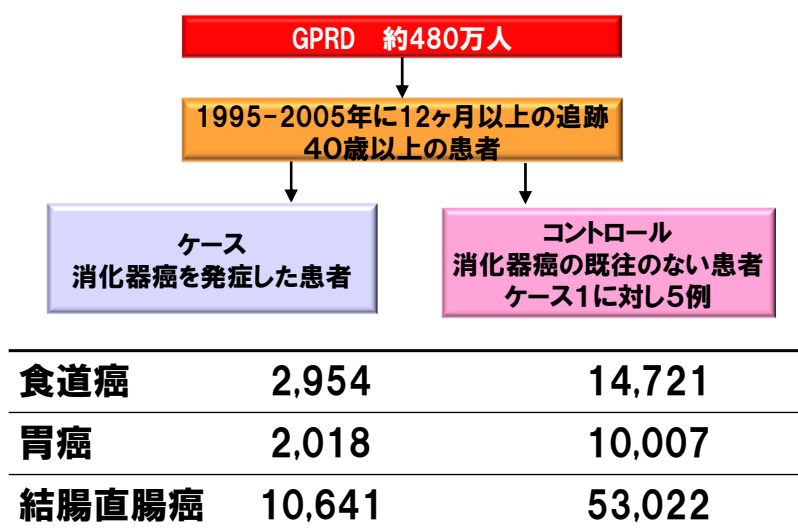 GPRD 約480万人
1995-2005年に12ヶ月以上の追跡
40歳以上の患者
ケース
消化器癌を発症した患者
コントロール
消化器癌の既往のない患者
ケース1に対し5例
食道癌 2,954 14,721
胃癌 2,018 10,007
結腸直腸癌 10,641 53,022